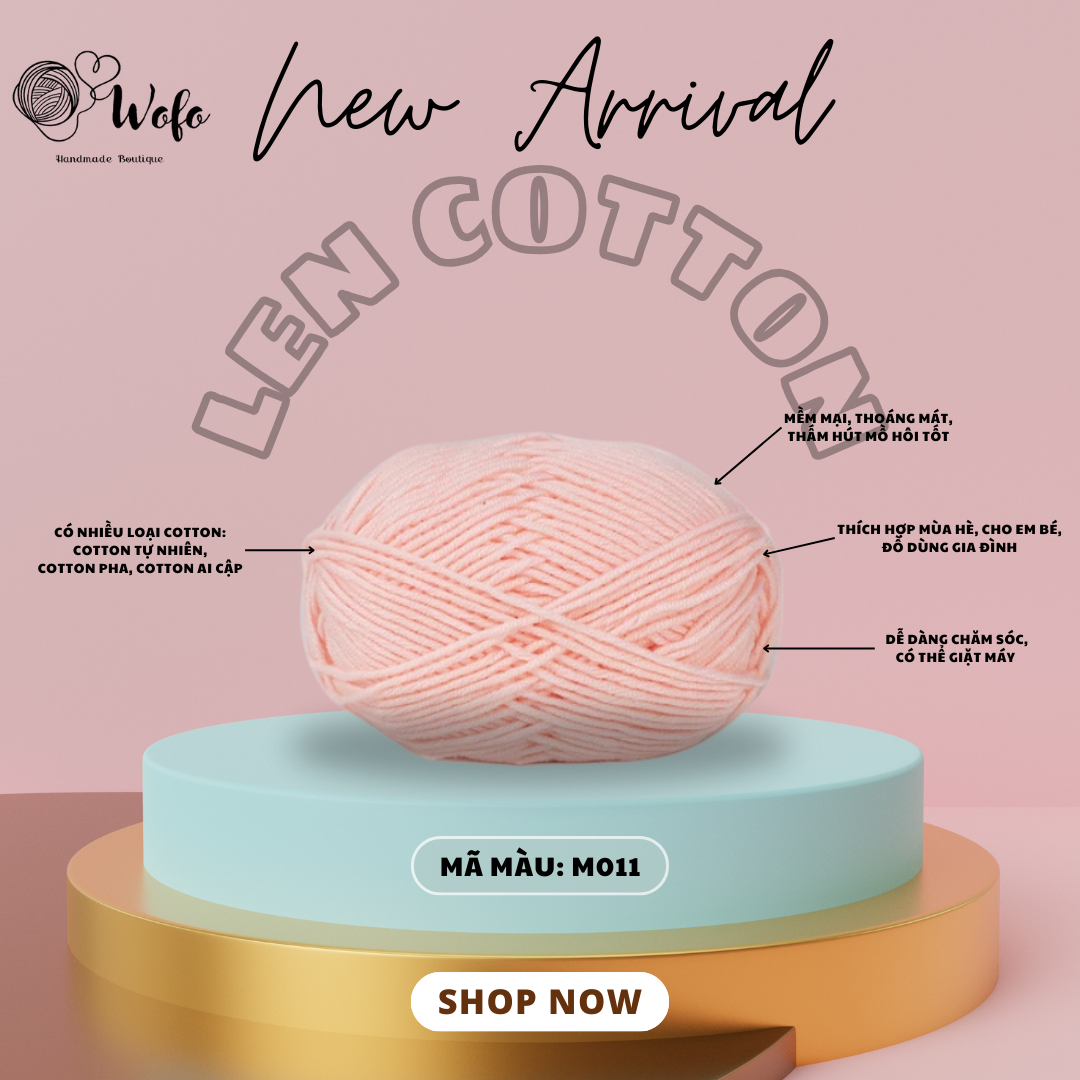 Wofo
Handmade Boutique
New Arrival
LEN COTTON
MỀM MẠI, THOÁNG MÁT,
THẤM HÚT MỒ HÔI TỐT
CÓ NHIỀU LOẠI COTTON:
COTTON TỰ NHIÊN,
COTTON PHA, COTTON AI CẬP
THÍCH HỢP MÙA HÈ, CHO EM BÉ,
ĐỒ DÙNG GIA ĐÌNH
DỄ DÀNG CHĂM SÓC,
CÓ THỂ GIẶT MÁY
MÃ MÀU: M011
SHOP NOW